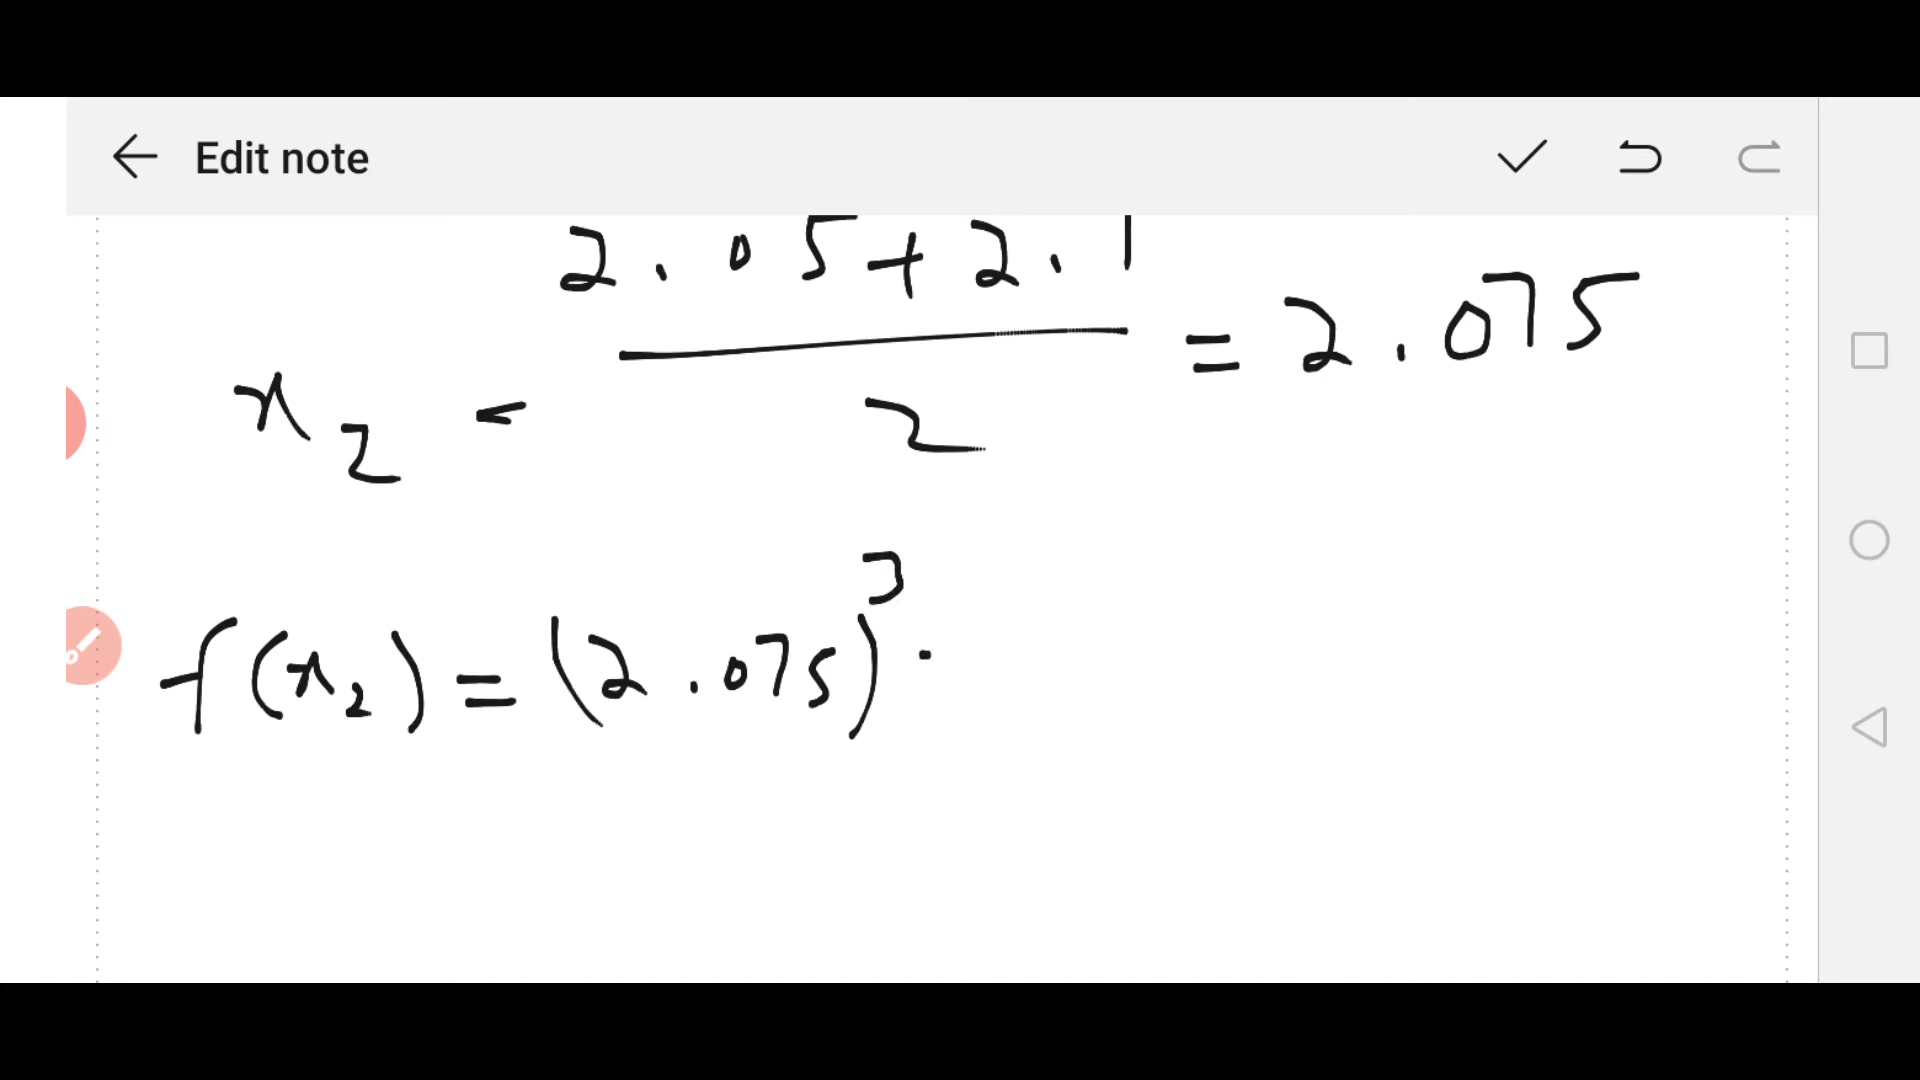 Edit note
x₂ = (2.05+2.1)/2 = 2.075
f(x₂) = (2.075)³ ·